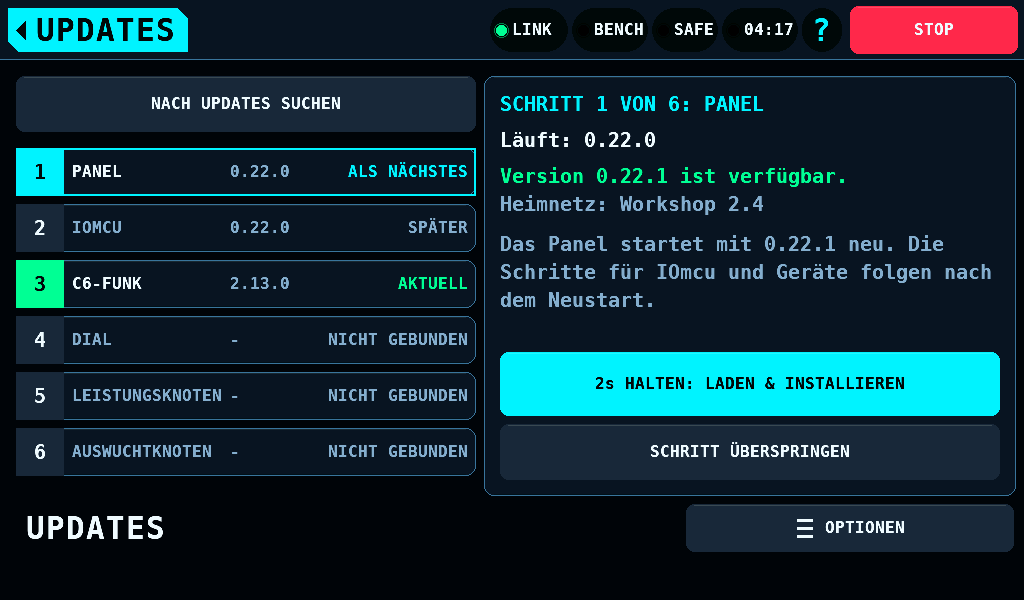 UPDATES
LINK
BENCH
SAFE
04:17
?
STOP
NACH UPDATES SUCHEN
1 PANEL 0.22.0 ALS NÄCHSTES
2 IOMCU 0.22.0 SPÄTER
3 C6-FUNK 2.13.0 AKTUELL
4 DIAL - NICHT GEBUNDEN
5 LEISTUNGSKNOTEN - NICHT GEBUNDEN
6 AUSWUCHTKNOTEN - NICHT GEBUNDEN
SCHRITT 1 VON 6: PANEL
Läuft: 0.22.0
Version 0.22.1 ist verfügbar.
Heimnetz: Workshop 2.4
Das Panel startet mit 0.22.1 neu. Die
Schritte für IOmcu und Geräte folgen nach
dem Neustart.
2s HALTEN: LADEN & INSTALLIEREN
SCHRITT ÜBERSPRINGEN
UPDATES
OPTIONEN